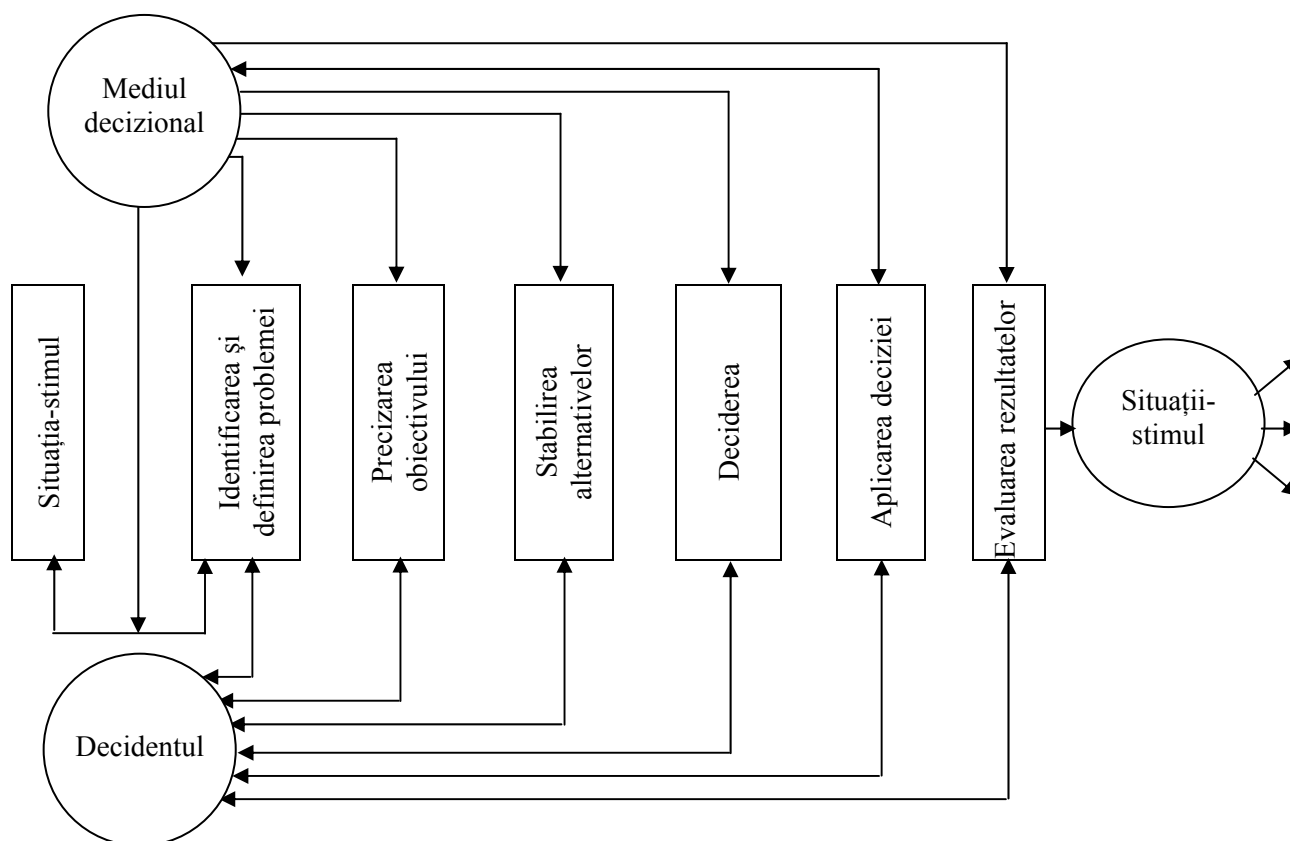 Mediul
decizional
Situația-stimul
Identificarea şi
definirea problemei
Precizarea
obiectivului
Stabilirea
alternativelor
Deciderea
Aplicarea deciziei
Evaluarea rezultatelor
Situații-
stimul
Decidentul